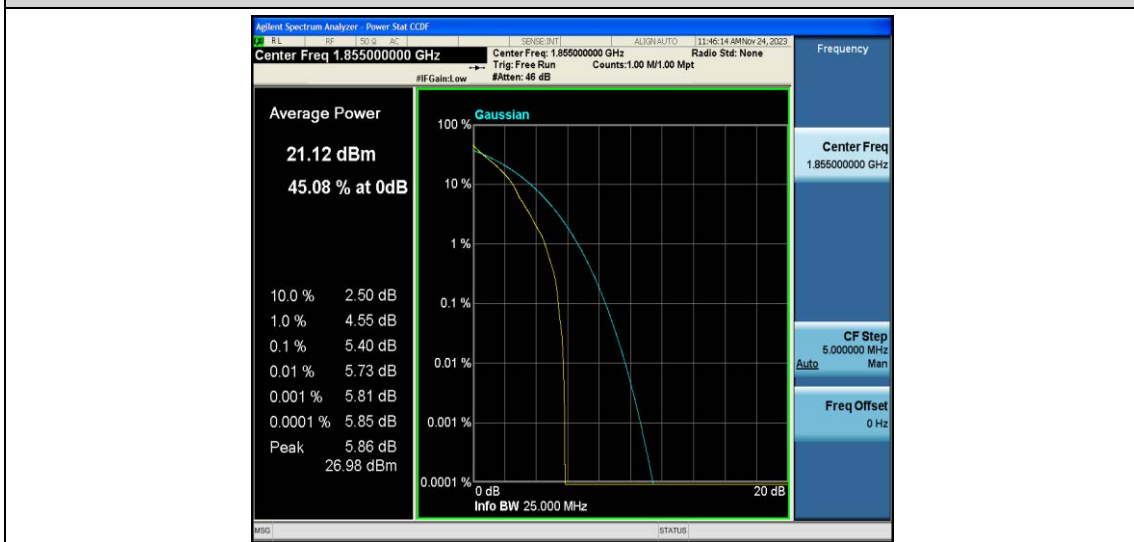 Agilent Spectrum Analyzer - Power Stat CCDF
RL RF 50 Ω AC SENSE:INT ALIGN AUTO 11:46:14 AM Nov 24, 2023
Center Freq 1.855000000 GHz
Center Freq: 1.855000000 GHz Radio Std: None
Trig: Free Run Counts:1.00 M/1.00 Mpt
#IFGain:Low #Atten: 46 dB
Frequency
Average Power
21.12 dBm
45.08 % at 0dB
10.0 % 2.50 dB
1.0 % 4.55 dB
0.1 % 5.40 dB
0.01 % 5.73 dB
0.001 % 5.81 dB
0.0001 % 5.85 dB
Peak 5.86 dB
26.98 dBm
Gaussian
100 %
10 %
1 %
0.1 %
0.01 %
0.001 %
0.0001 %
0 dB 20 dB
Info BW 25.000 MHz
Center Freq
1.855000000 GHz
CF Step
5.000000 MHz
Auto Man
Freq Offset
0 Hz
MSG STATUS